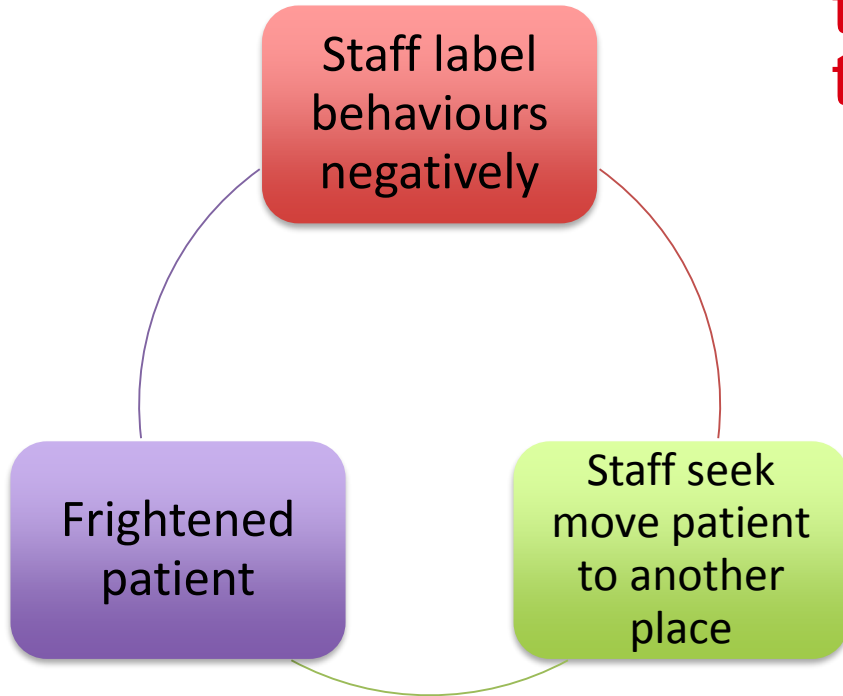 Staff label
behaviours
negatively
Frightened
patient
Staff seek
move patient
to another
place